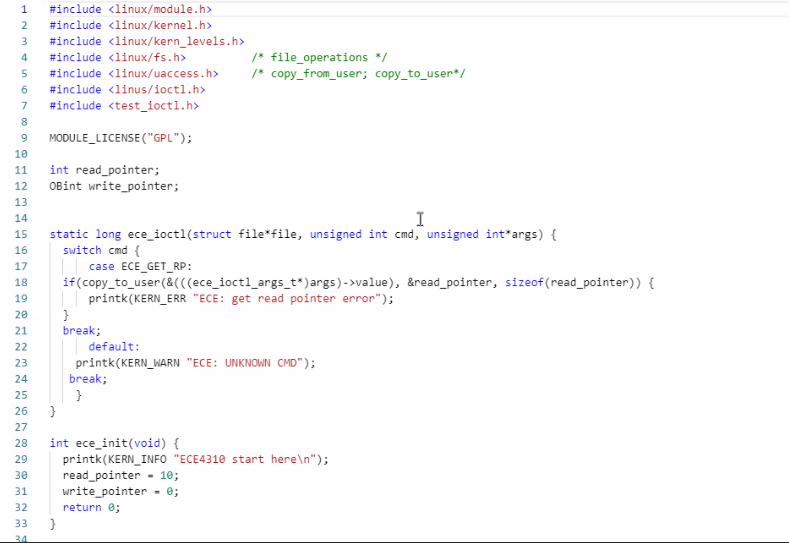 1 #include <linux/module.h>
2 #include <linux/kernel.h>
3 #include <linux/kern_levels.h>
4 #include <linux/fs.h> /* file_operations */
5 #include <linux/uaccess.h> /* copy_from_user; copy_to_user*/
6 #include <linus/ioctl.h>
7 #include <test_ioctl.h>
8
9 MODULE_LICENSE("GPL");
10
11 int read_pointer;
12 OBint write_pointer;
13
14
15 static long ece_ioctl(struct file*file, unsigned int cmd, unsigned int*args) {
16 switch cmd {
17 case ECE_GET_RP:
18 if(copy_to_user(&(((ece_ioctl_args_t*)args)->value), &read_pointer, sizeof(read_pointer)) {
19 printk(KERN_ERR "ECE: get read pointer error");
20 }
21 break;
22 default:
23 printk(KERN_WARN "ECE: UNKNOWN CMD");
24 break;
25 }
26 }
27
28 int ece_init(void) {
29 printk(KERN_INFO "ECE4310 start here\n");
30 read_pointer = 10;
31 write_pointer = 0;
32 return 0;
33 }
34